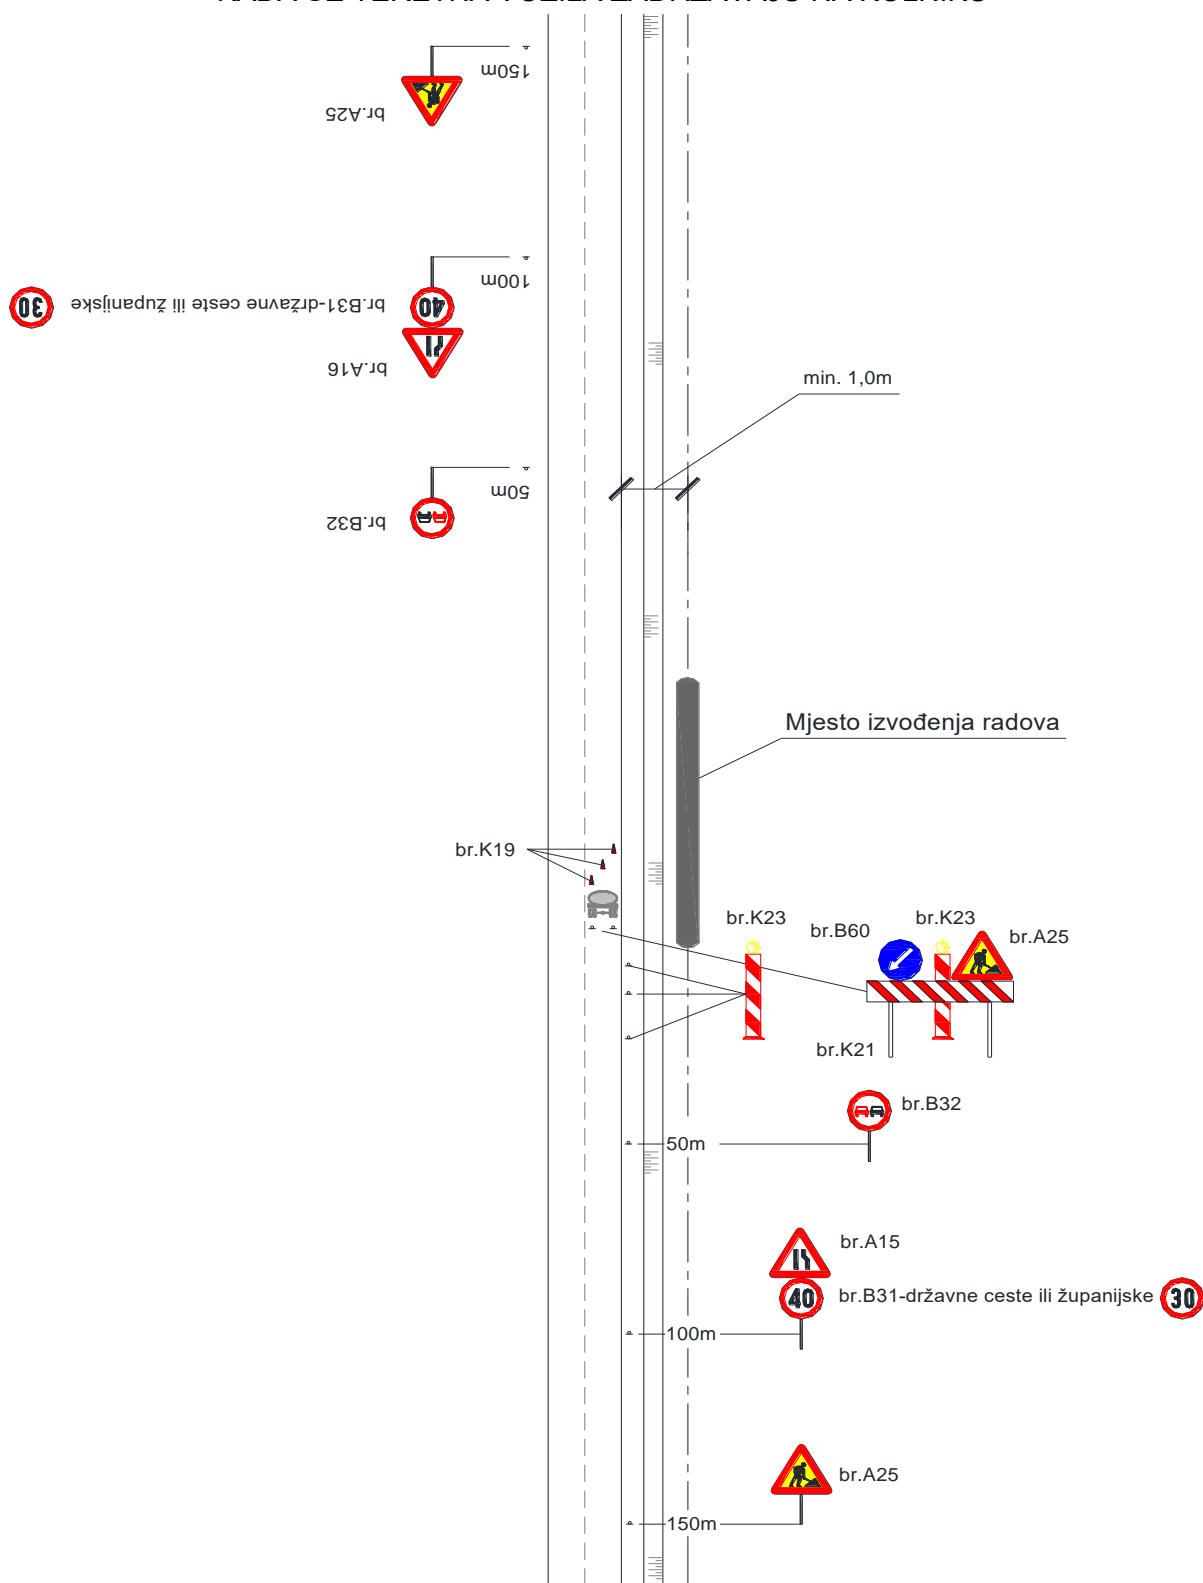 150m
br.A25
100m
br.B31-državne ceste ili županijske
40
30
br.A16
min. 1,0m
50m
br.B32
Mjesto izvođenja radova
br.K19
br.K23
br.B60
br.K23
br.A25
br.K21
br.B32
50m
br.A15
40
br.B31-državne ceste ili županijske
30
100m
br.A25
150m